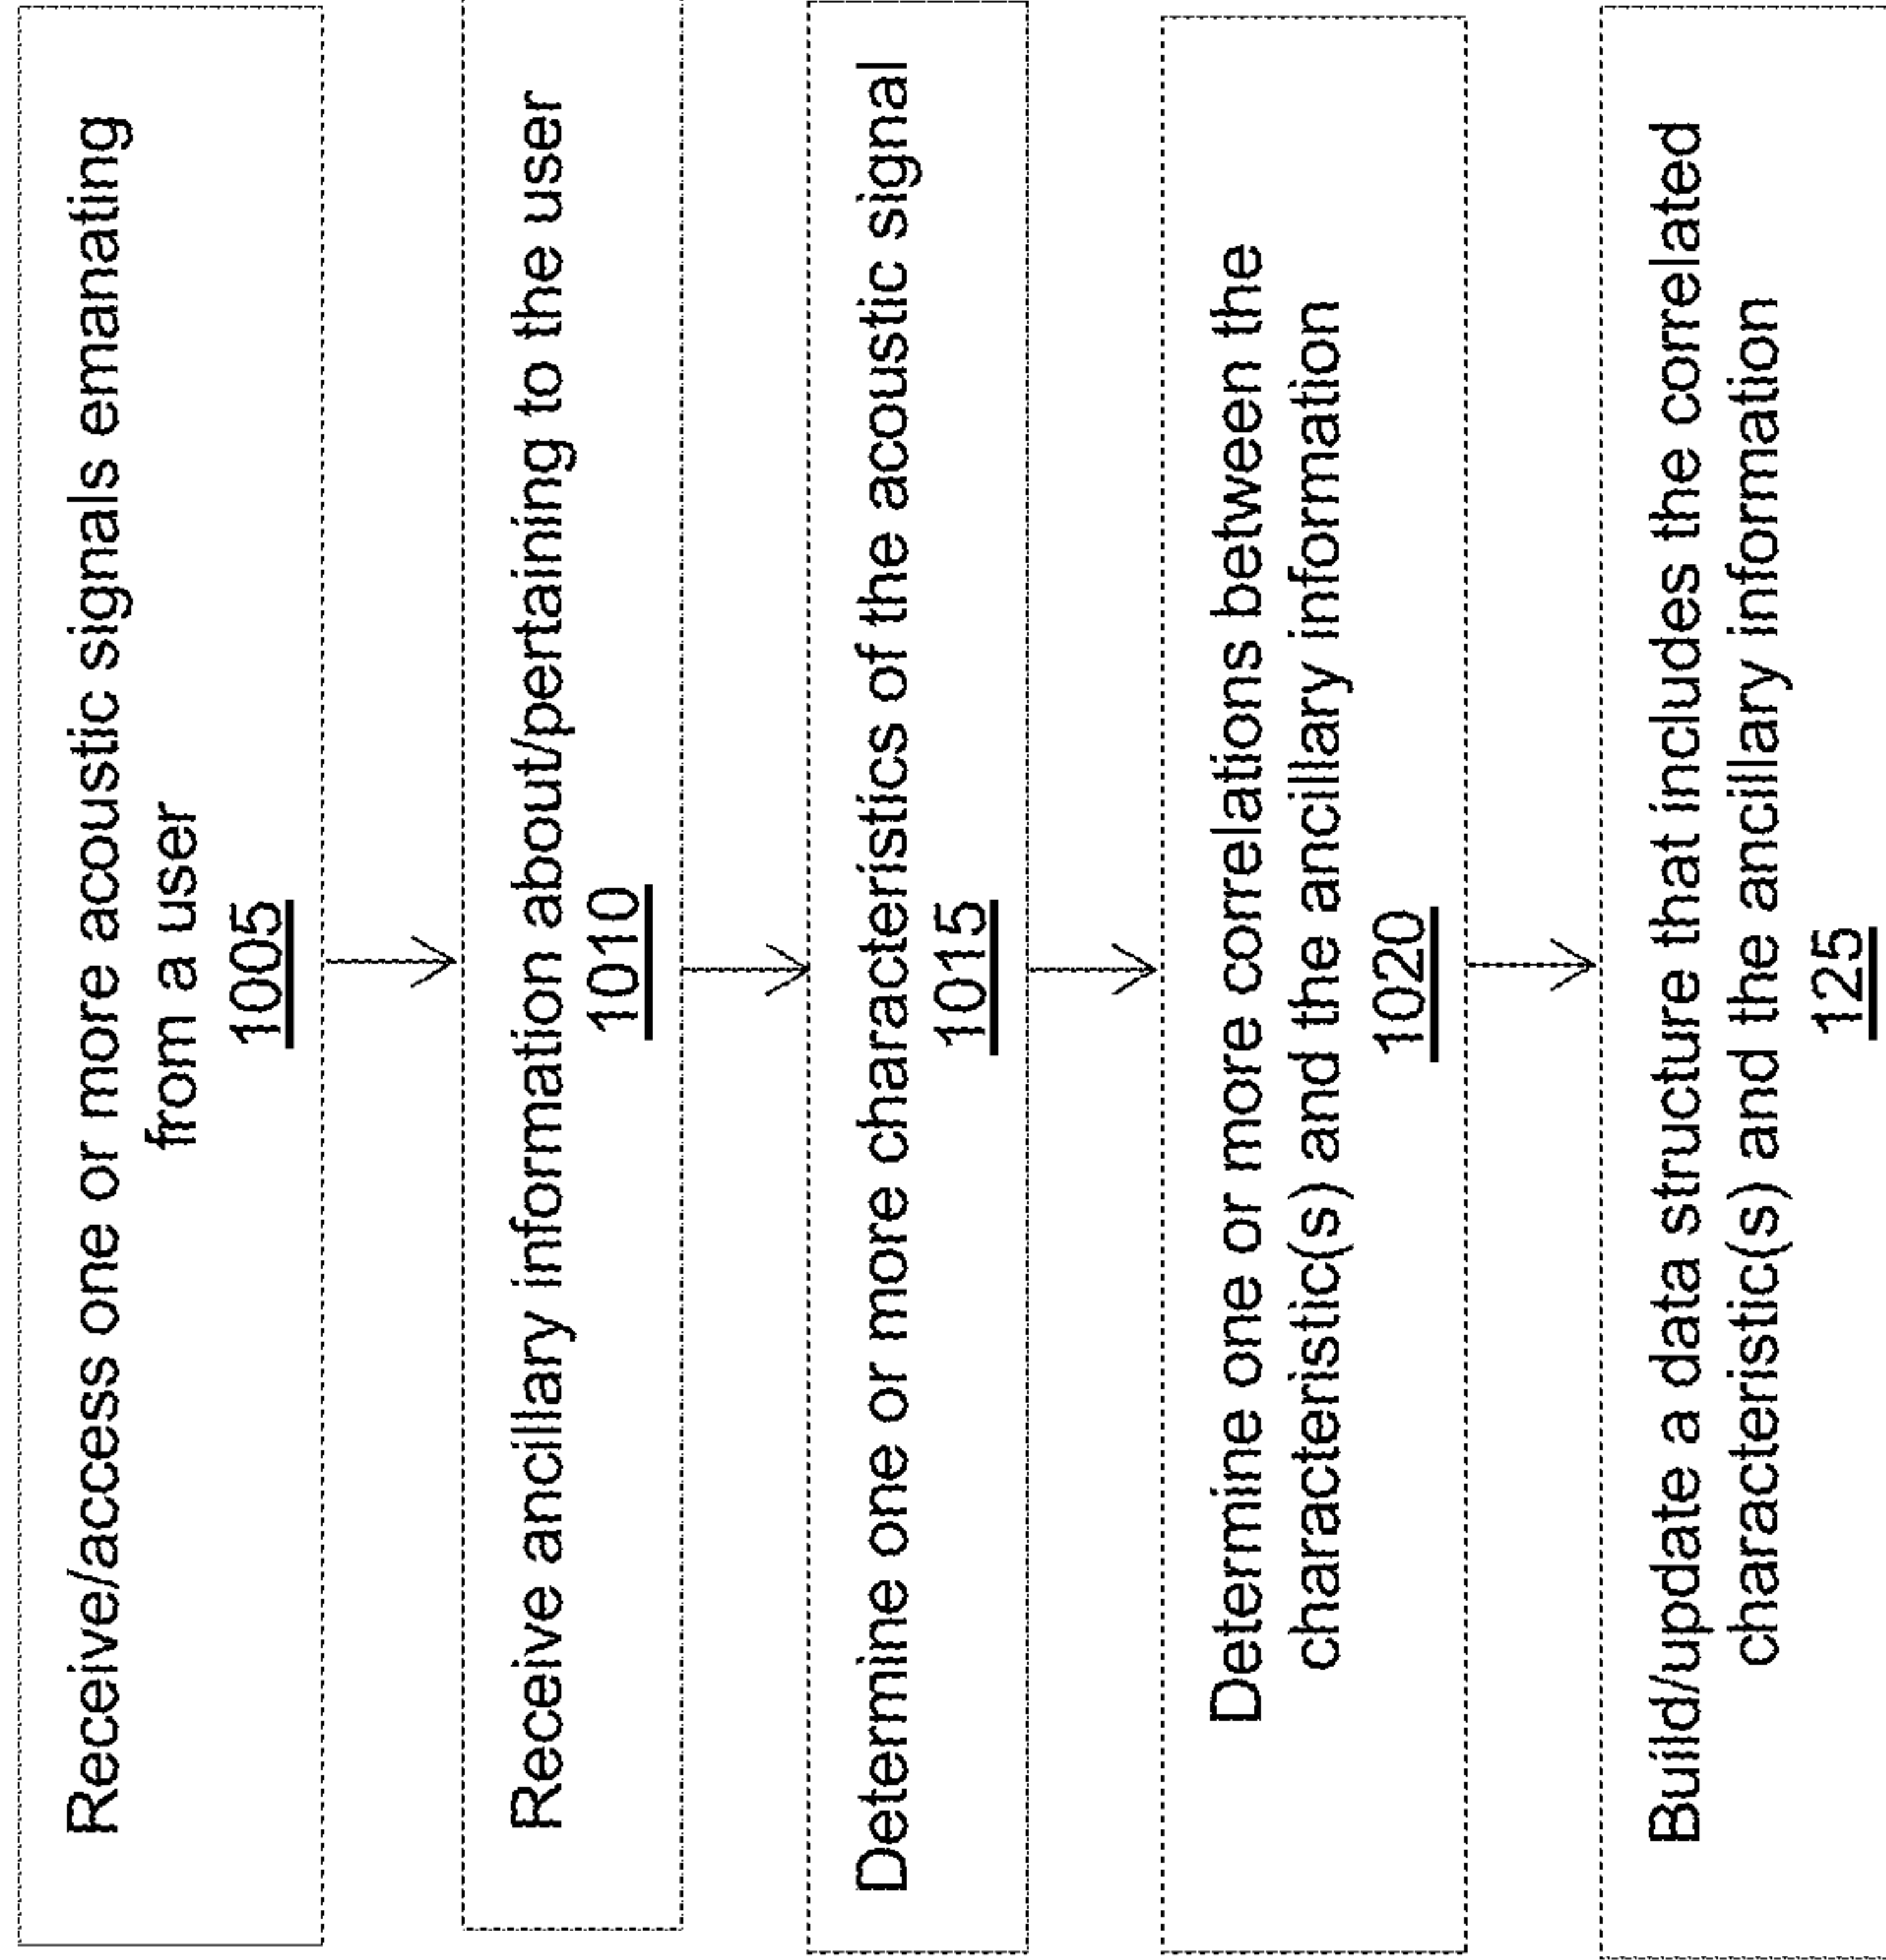 Receive/access one or more acoustic signals emanating
from a user
1005
Receive ancillary information about/pertaining to the user
1010
Determine one or more characteristics of the acoustic signal
1015
Determine one or more correlations between the
characteristic(s) and the ancillary information
1020
Build/update a data structure that includes the correlated
characteristic(s) and the ancillary information
125